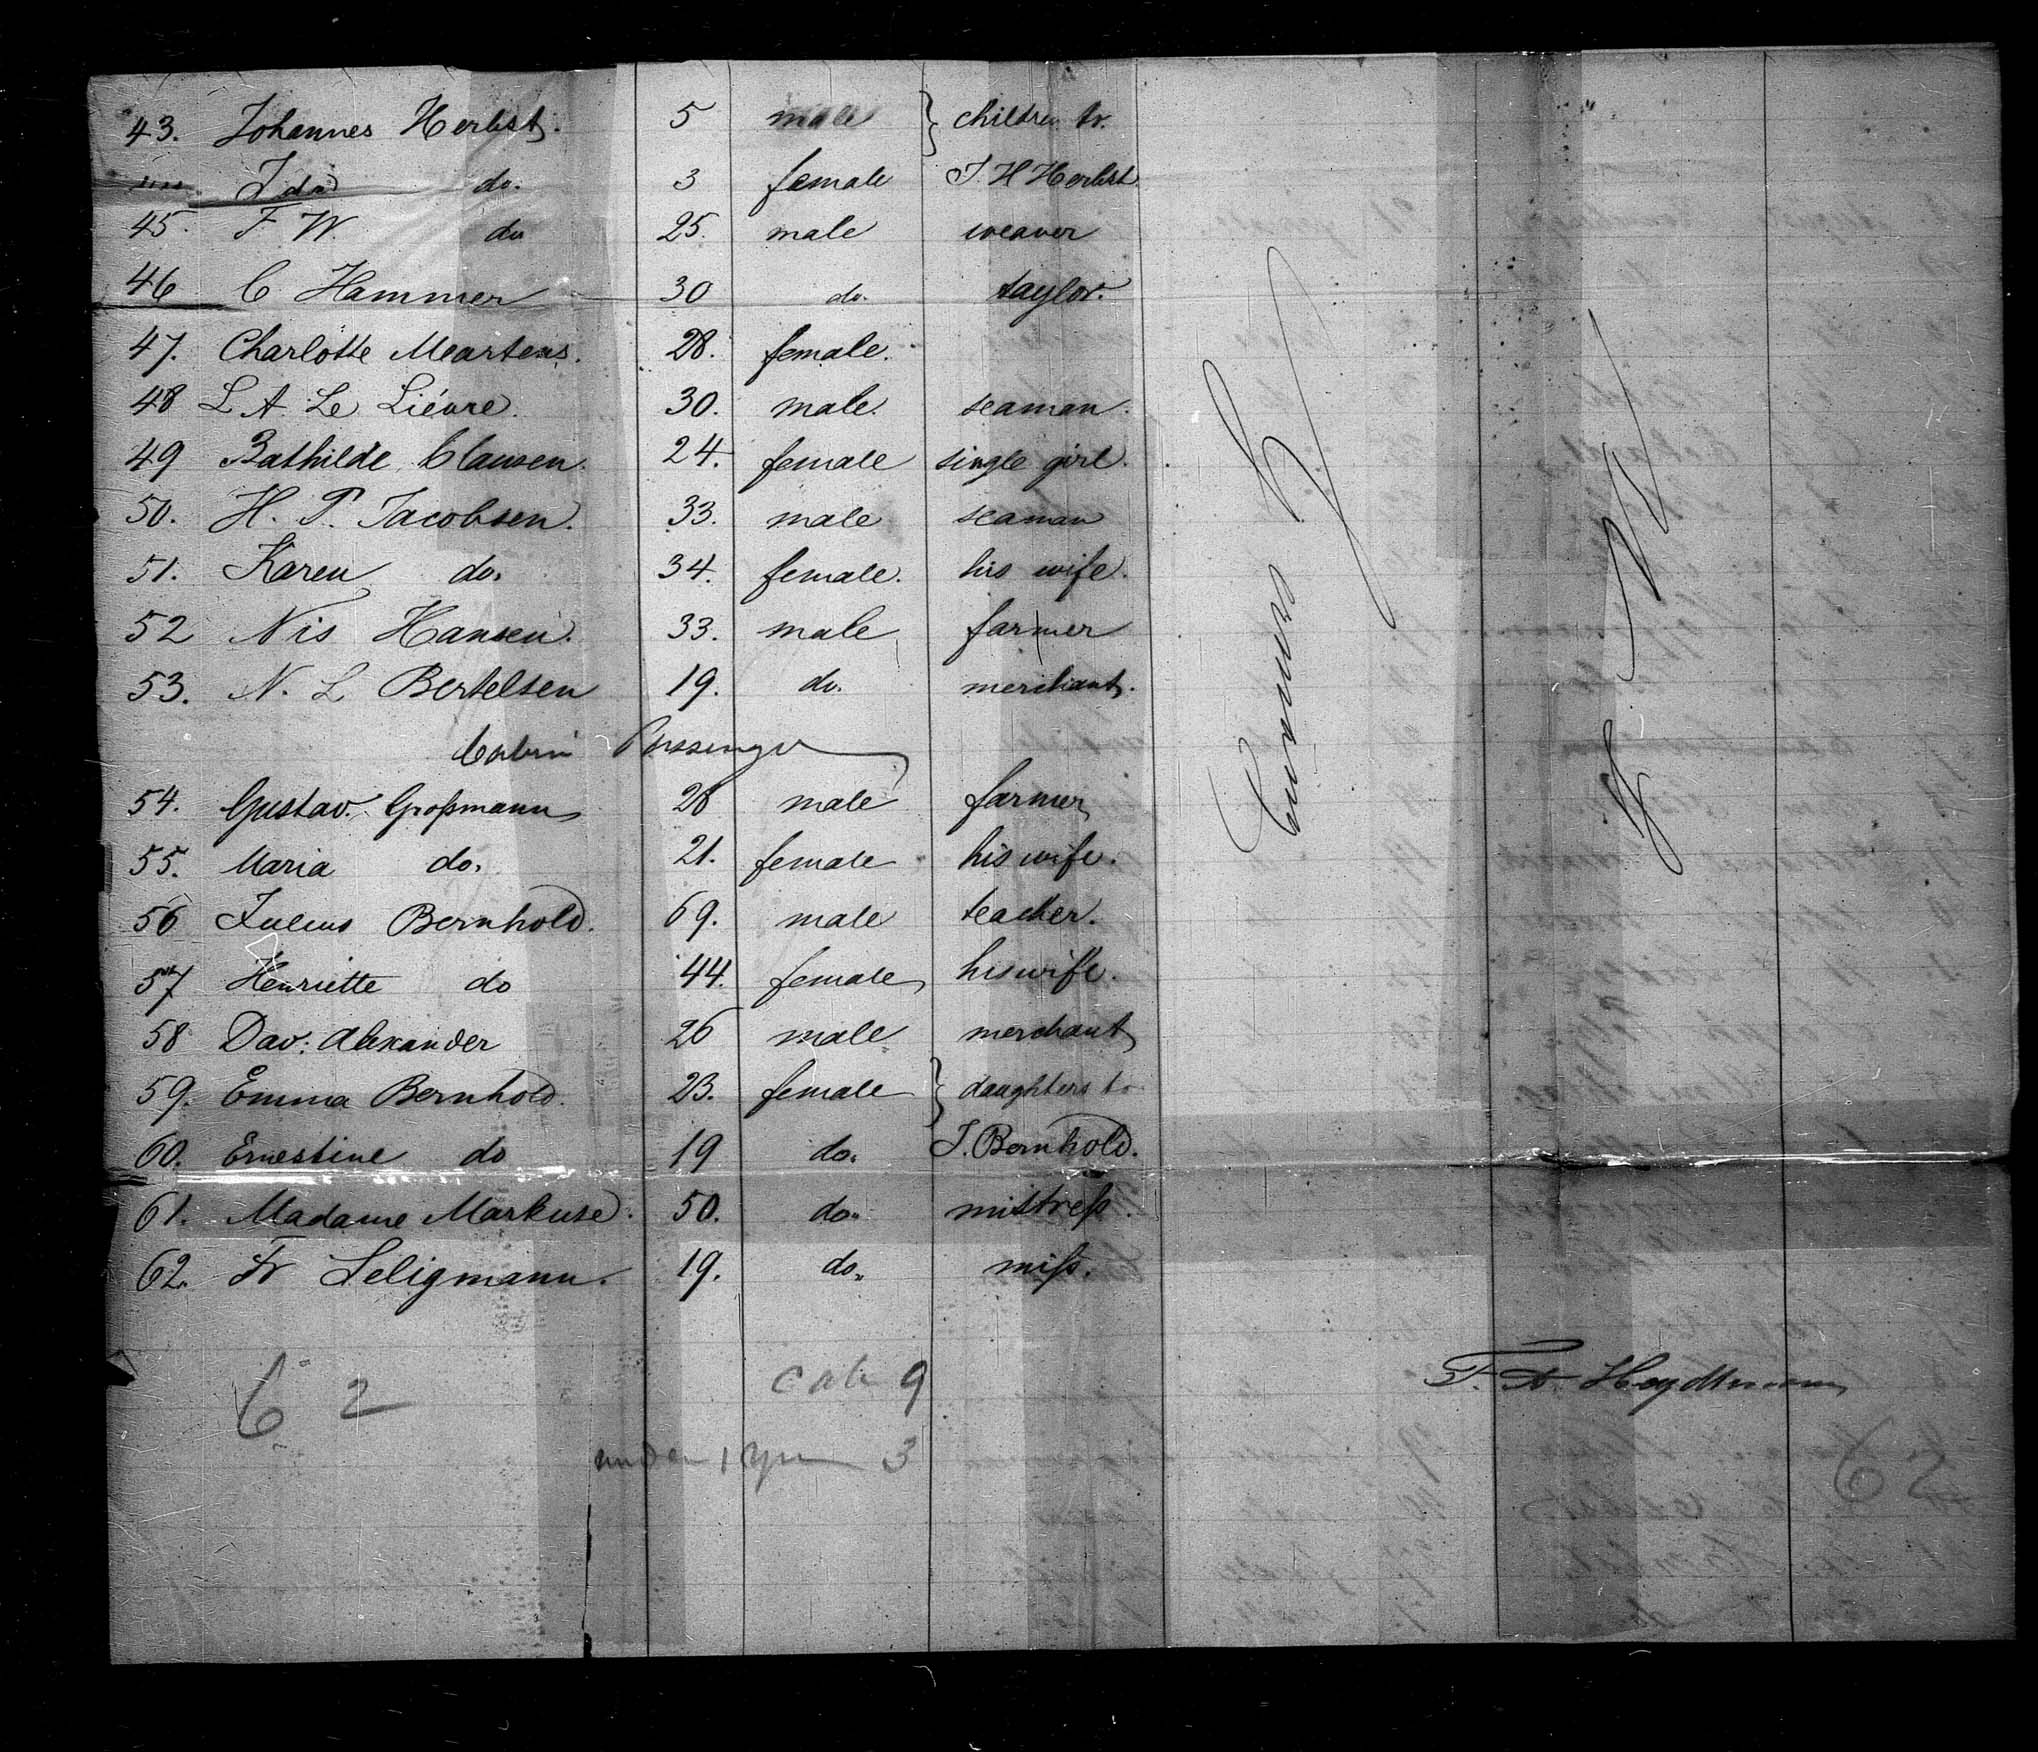 43. Johannes Herbst. 5 male } children to.
Ida do. 3 female J. H Herbst.
45. F. W. do 25. male weaver
46 C Hammer 30 do. taylor.
47. Charlotte Meartens. 28. female.
48 L A. Le Liévre. 30. male. seaman.
49 Bathilde Clausen. 24. female single girl.
50. H. P. Jacobsen. 33. male seaman
51. Karen do. 34. female. his wife.
52 Nis Hansen. 33. male farmer
53. N. L Bertelsen 19. do. merchant.
Cabin Passenger
54. Gustav. Großmann 28 male farmer
55. Maria do. 21. female his wife.
56 Julius Bernhold. 69. male teacher.
57 Henriette do 44. female his wife.
58 Dav: Alexander 26 male merchant
59. Emma Bernhold. 23. female } daughters to
60. Ernestine do 19 do. J. Bernhold.
61. Madame Markuse. 50. do. mistreß.
62. Fr Seligmann. 19. do. miß.
62 cab 9
under 1 year 3
62